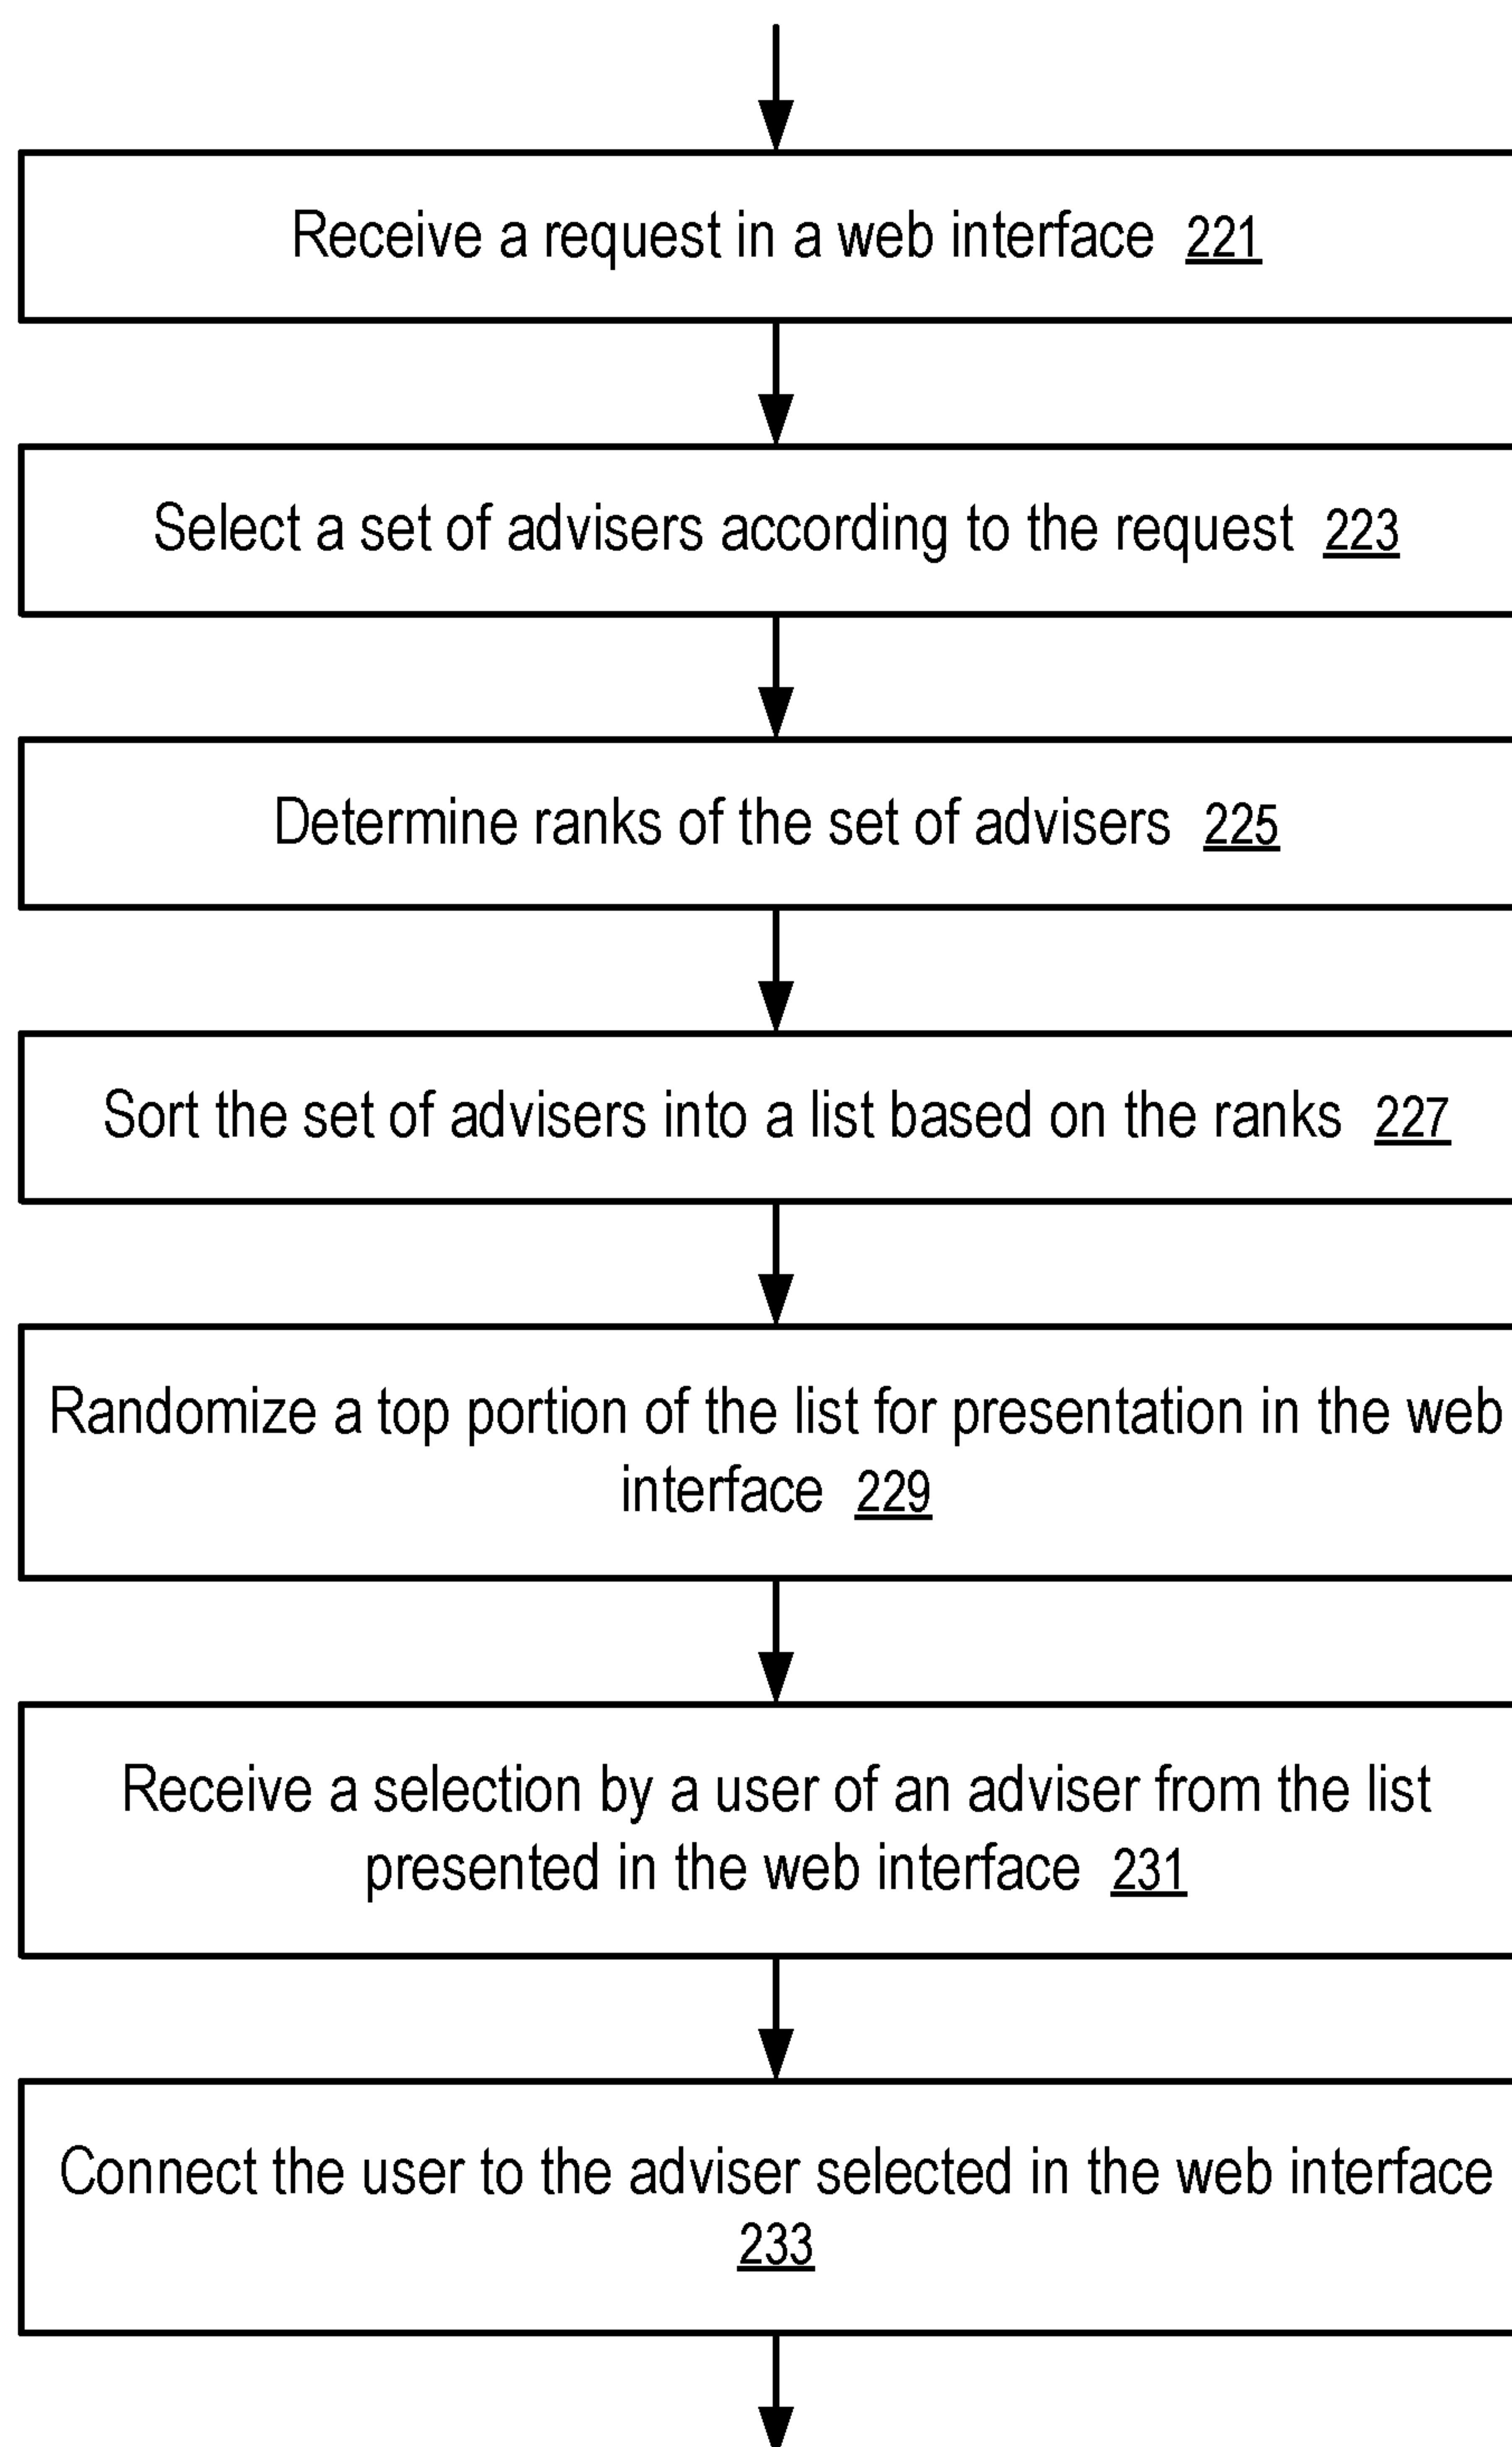 Receive a request in a web interface 221
Select a set of advisers according to the request 223
Determine ranks of the set of advisers 225
Sort the set of advisers into a list based on the ranks 227
Randomize a top portion of the list for presentation in the web
interface 229
Receive a selection by a user of an adviser from the list
presented in the web interface 231
Connect the user to the adviser selected in the web interface
233